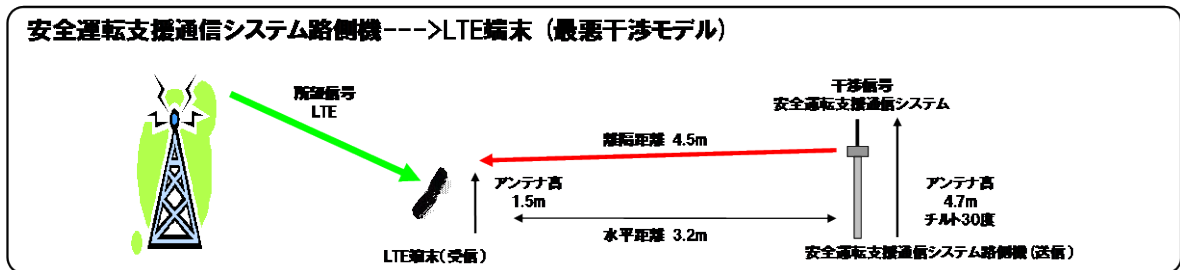 安全運転支援通信システム路側機--->LTE端末（最悪干渉モデル）
所望信号
LTE
干渉信号
安全運転支援通信システム
離隔距離 4.5m
アンテナ高
1.5m
アンテナ高
4.7m
チルト30度
水平距離 3.2m
LTE端末(受信)
安全運転支援通信システム路側機(送信)